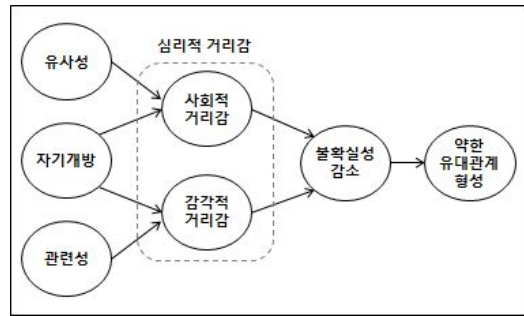 심리적 거리감
유사성
자기개방
관련성
사회적
거리감
감각적
거리감
불확실성
감소
약한
유대관계
형성